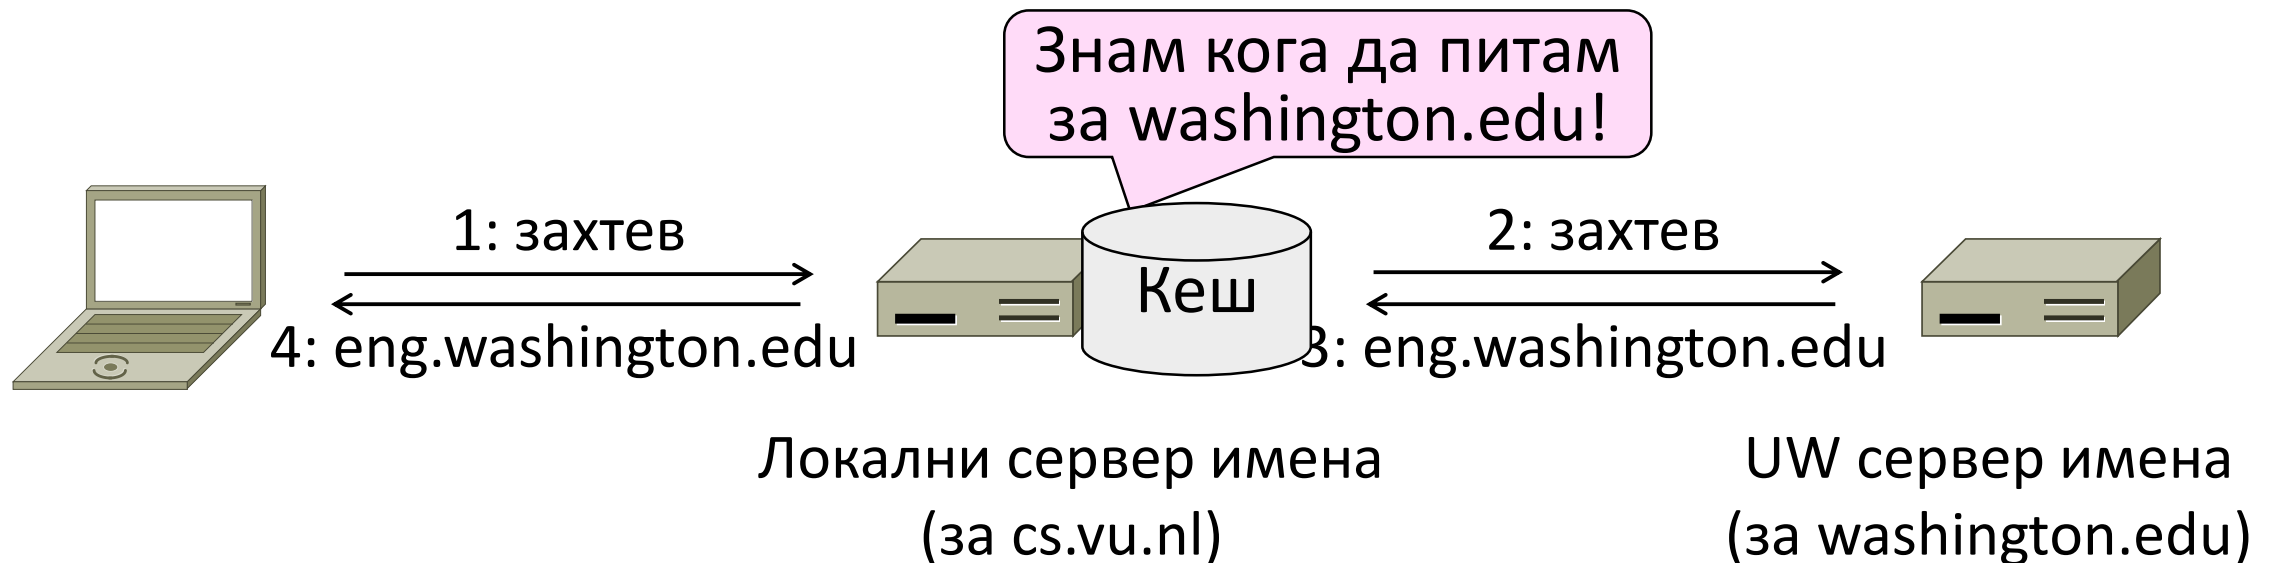 Знам кога да питам
за washington.edu!
1: захтев
2: захтев
Кеш
4: eng.washington.edu
3: eng.washington.edu
Локални сервер имена
(за cs.vu.nl)
UW сервер имена
(за washington.edu)